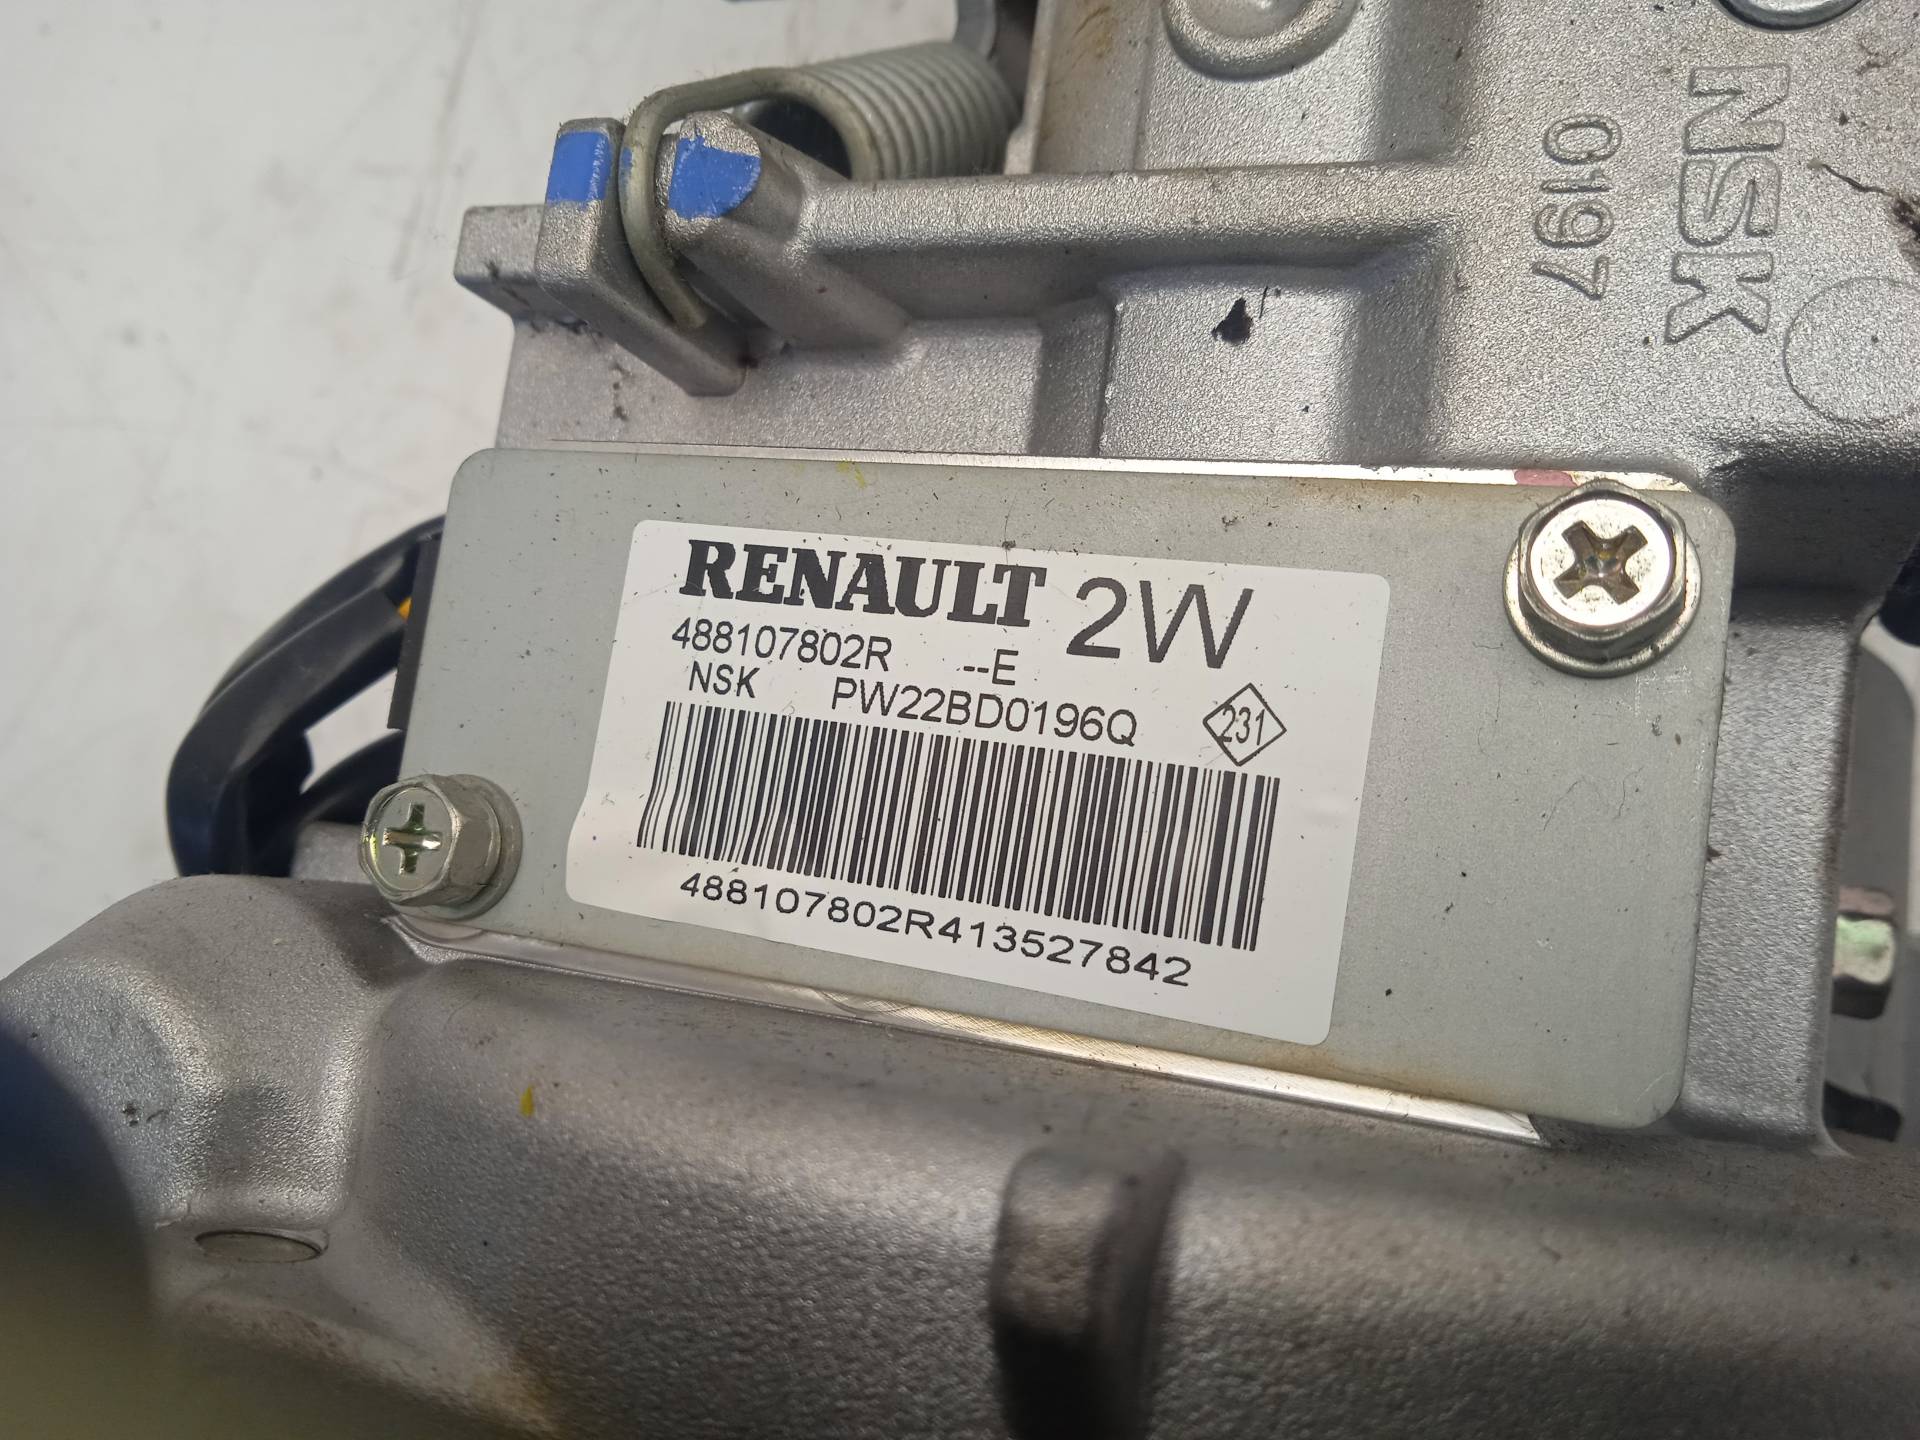 NSK
0197
RENAULT 2W
488107802R --E
NSK PW22BD0196Q 231
488107802R413527842